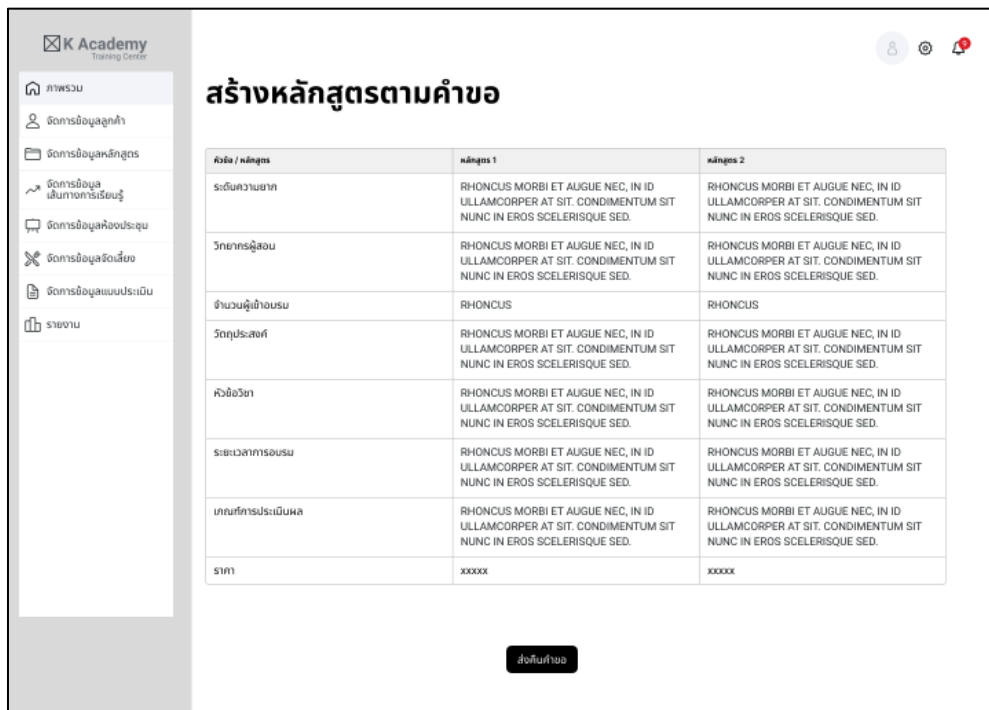 K Academy
Training Center
ภาพรวม
จัดการข้อมูลลูกค้า
จัดการข้อมูลหลักสูตร
จัดการข้อมูล
เส้นทางการเรียนรู้
จัดการข้อมูลห้องประชุม
จัดการข้อมูลจัดเลี้ยง
จัดการข้อมูลแบบประเมิน
รายงาน
สร้างหลักสูตรตามคำขอ
หัวข้อ / หลักสูตร หลักสูตร 1 หลักสูตร 2
ระดับความยาก RHONCUS MORBI ET AUGUE NEC, IN ID RHONCUS MORBI ET AUGUE NEC, IN ID
ULLAMCORPER AT SIT. CONDIMENTUM SIT ULLAMCORPER AT SIT. CONDIMENTUM SIT
NUNC IN EROS SCELERISQUE SED. NUNC IN EROS SCELERISQUE SED.
วิทยากรผู้สอน RHONCUS MORBI ET AUGUE NEC, IN ID RHONCUS MORBI ET AUGUE NEC, IN ID
ULLAMCORPER AT SIT. CONDIMENTUM SIT ULLAMCORPER AT SIT. CONDIMENTUM SIT
NUNC IN EROS SCELERISQUE SED. NUNC IN EROS SCELERISQUE SED.
จำนวนผู้เข้าอบรม RHONCUS RHONCUS
วัตถุประสงค์ RHONCUS MORBI ET AUGUE NEC, IN ID RHONCUS MORBI ET AUGUE NEC, IN ID
ULLAMCORPER AT SIT. CONDIMENTUM SIT ULLAMCORPER AT SIT. CONDIMENTUM SIT
NUNC IN EROS SCELERISQUE SED. NUNC IN EROS SCELERISQUE SED.
หัวข้อวิชา RHONCUS MORBI ET AUGUE NEC, IN ID RHONCUS MORBI ET AUGUE NEC, IN ID
ULLAMCORPER AT SIT. CONDIMENTUM SIT ULLAMCORPER AT SIT. CONDIMENTUM SIT
NUNC IN EROS SCELERISQUE SED. NUNC IN EROS SCELERISQUE SED.
ระยะเวลาการอบรม RHONCUS MORBI ET AUGUE NEC, IN ID RHONCUS MORBI ET AUGUE NEC, IN ID
ULLAMCORPER AT SIT. CONDIMENTUM SIT ULLAMCORPER AT SIT. CONDIMENTUM SIT
NUNC IN EROS SCELERISQUE SED. NUNC IN EROS SCELERISQUE SED.
เกณฑ์การประเมินผล RHONCUS MORBI ET AUGUE NEC, IN ID RHONCUS MORBI ET AUGUE NEC, IN ID
ULLAMCORPER AT SIT. CONDIMENTUM SIT ULLAMCORPER AT SIT. CONDIMENTUM SIT
NUNC IN EROS SCELERISQUE SED. NUNC IN EROS SCELERISQUE SED.
ราคา xxxxx xxxxx
ส่งคืนคำขอ